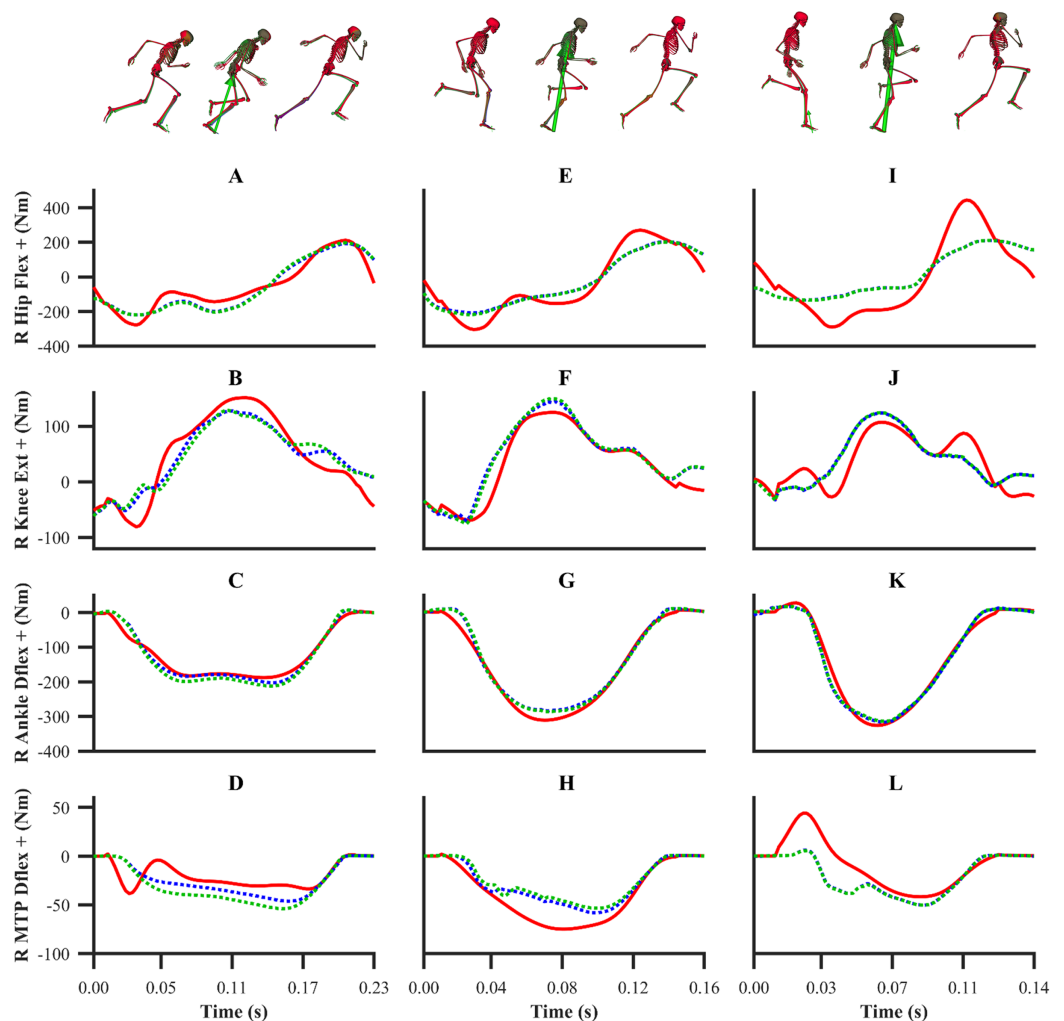 A E I
R Hip Flex + (Nm)
400
200
0
-200
-400
B F J
R Knee Ext + (Nm)
100
0
-100
C G K
R Ankle Dflex + (Nm)
0
-100
-200
-300
-400
D H L
R MTP Dflex + (Nm)
50
0
-50
-100
0.00 0.05 0.11 0.17 0.23 0.00 0.04 0.08 0.12 0.16 0.00 0.03 0.07 0.11 0.14
Time (s) Time (s) Time (s)